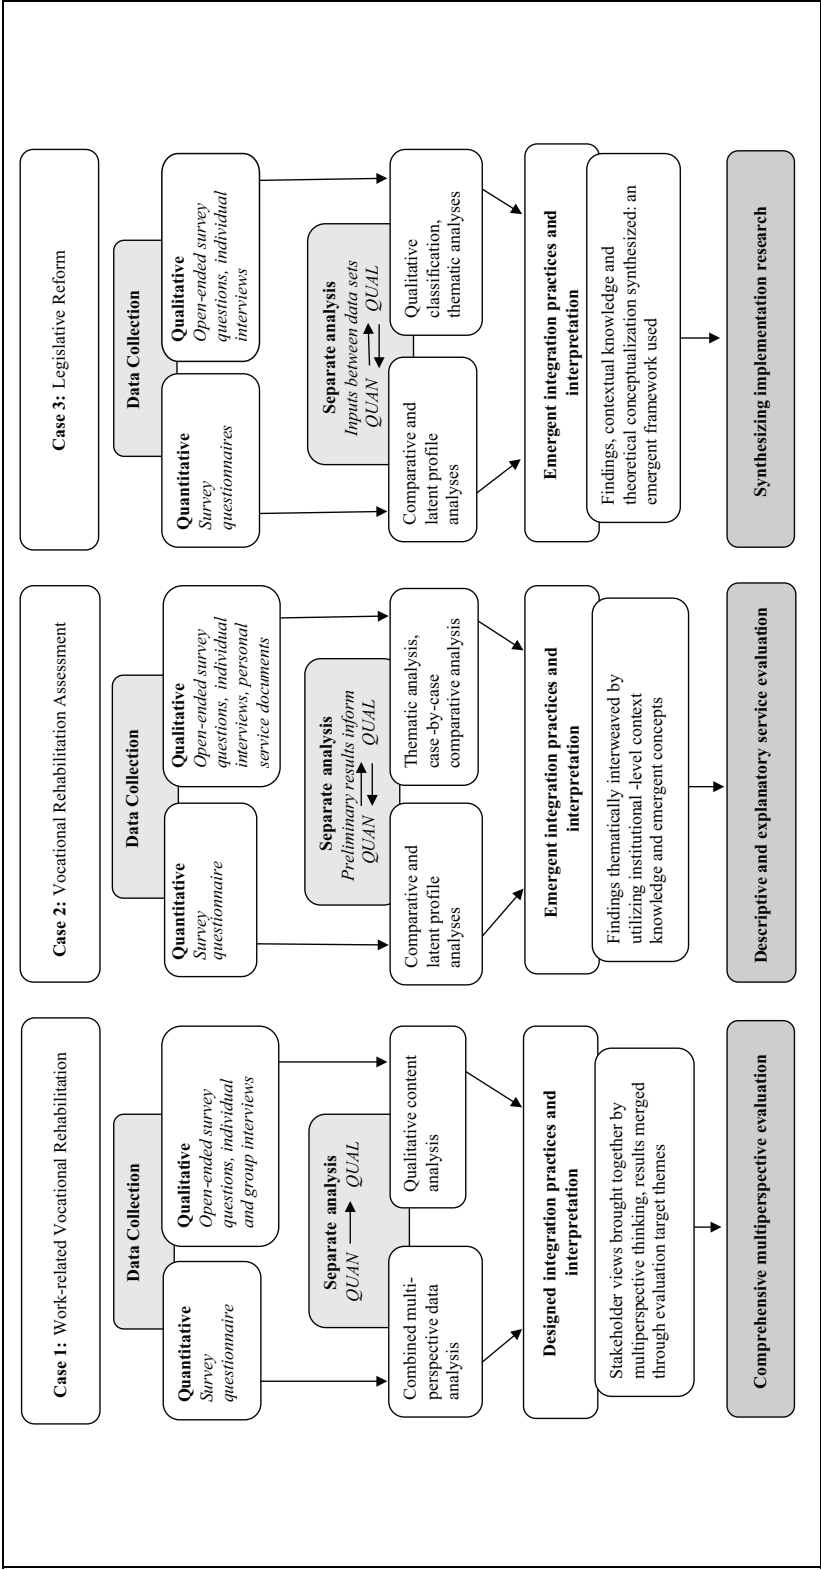 Case 1: Work-related Vocational Rehabilitation
Data Collection
Quantitative
Survey
questionnaire
Qualitative
Open-ended survey
questions, individual
and group interviews
Separate analysis
QUAN QUAL
Combined multi-
perspective data
analysis
Qualitative content
analysis
Designed integration practices and
interpretation
Stakeholder views brought together by
multiperspective thinking, results merged
through evaluation target themes
Comprehensive multiperspective evaluation
Case 2: Vocational Rehabilitation Assessment
Data Collection
Quantitative
Survey
questionnaire
Qualitative
Open-ended survey
questions, individual
interviews, personal
service documents
Separate analysis
Preliminary results inform
QUAN QUAL
Comparative and
latent profile
analyses
Thematic analysis,
case -by-case
comparative analysis
Emergent integration practices and
interpretation
Findings thematically interweaved by
utilizing institutional -level context
knowledge and emergent concepts
Descriptive and explanatory service evaluation
Case 3: Legislative Reform
Data Collection
Quantitative
Survey
questionnaires
Qualitative
Open-ended survey
questions, individual
interviews
Separate analysis
Inputs between data sets
QUAN QUAL
Comparative and
latent profile
analyses
Qualitative
classification,
thematic analyses
Emergent integration practices and
interpretation
Findings, contextual knowledge and
theoretical conceptualization synthesized: an
emergent framework used
Synthesizing implementation research